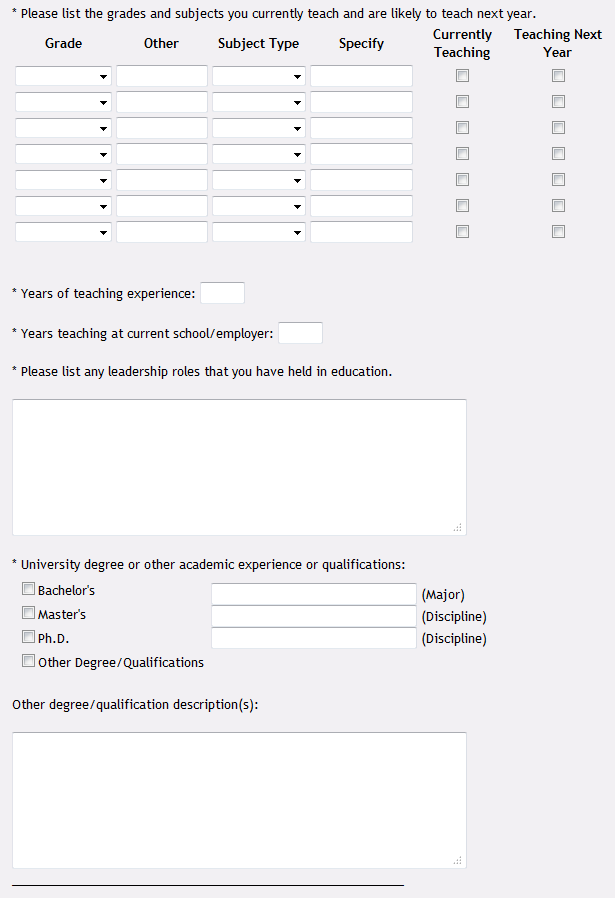 * Please list the grades and subjects you currently teach and are likely to teach next year.
Grade Other Subject Type Specify Currently Teaching Teaching Next Year
* Years of teaching experience:
* Years teaching at current school/employer:
* Please list any leadership roles that you have held in education.
* University degree or other academic experience or qualifications:
Bachelor's (Major)
Master's (Discipline)
Ph.D. (Discipline)
Other Degree/Qualifications
Other degree/qualification description(s):